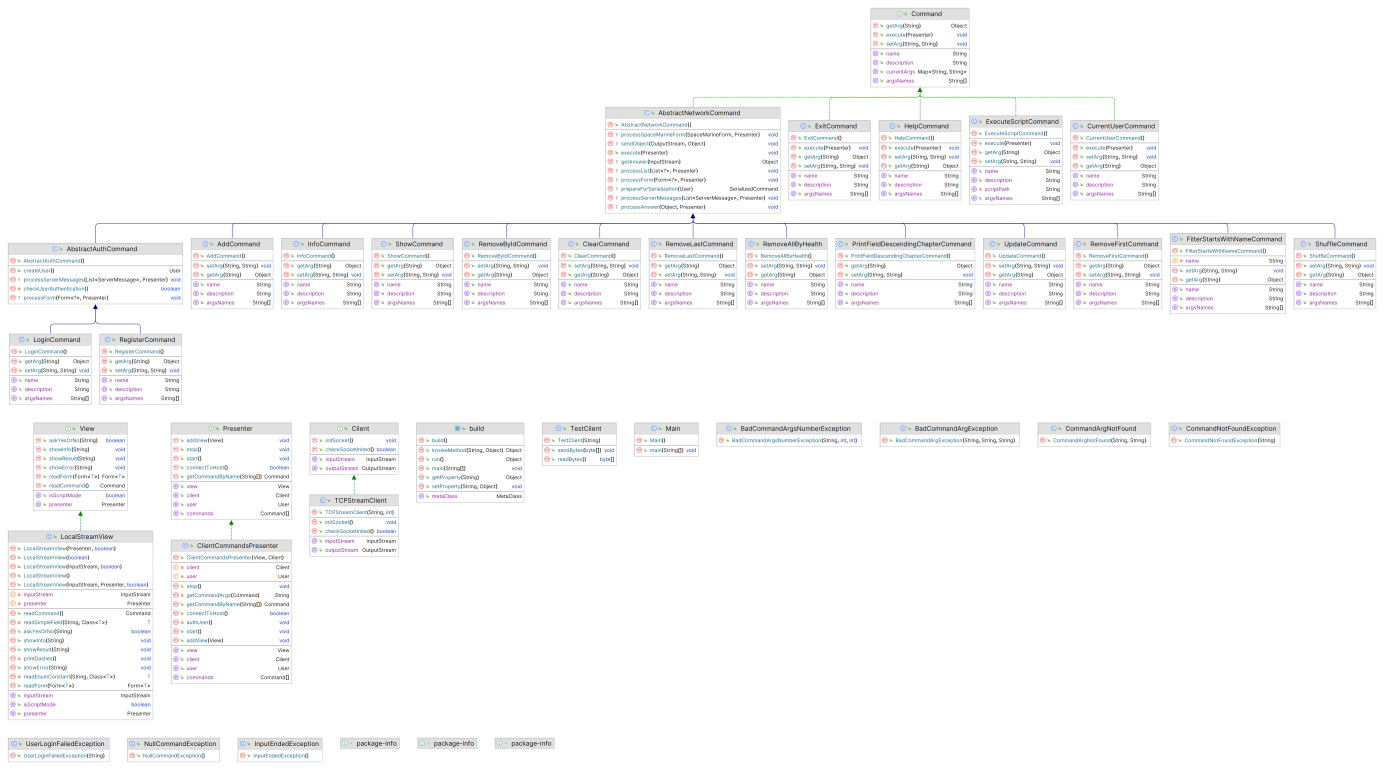 Command
getArg(String) Object
execute(Presenter) void
setArg(String, String) void
name String
description String
currentArgs Map<String, String>
argsNames String[]
AbstractNetworkCommand
AbstractNetworkCommand()
processSpaceMarineForm(SpaceMarineForm, Presenter) void
sendObject(OutputStream, Object) void
execute(Presenter) void
getAnswer(InputStream) Object
processList(List<?>, Presenter) void
processForm(Form<?>, Presenter) void
prepareForSerialization(User) SerializedCommand
processServerMessages(List<ServerMessage>, Presenter) void
processAnswer(Object, Presenter) void
ExitCommand
ExitCommand()
execute(Presenter) void
getArg(String) Object
setArg(String, String) void
name String
description String
argsNames String[]
HelpCommand
HelpCommand()
execute(Presenter) void
setArg(String, String) void
getArg(String) Object
name String
description String
argsNames String[]
ExecuteScriptCommand
ExecuteScriptCommand()
execute(Presenter) void
getArg(String) Object
setArg(String, String) void
name String
description String
scriptPath String
argsNames String[]
CurrentUserCommand
CurrentUserCommand()
execute(Presenter) void
setArg(String, String) void
getArg(String) Object
name String
description String
argsNames String[]
AbstractAuthCommand
AbstractAuthCommand()
createUser() User
processServerMessages(List<ServerMessage>, Presenter) void
checkUserAuthentication() boolean
processForm(Form<?>, Presenter) void
AddCommand
AddCommand()
setArg(String, String) void
getArg(String) Object
name String
description String
argsNames String[]
InfoCommand
InfoCommand()
getArg(String) Object
setArg(String, String) void
name String
description String
argsNames String[]
ShowCommand
ShowCommand()
getArg(String) Object
setArg(String, String) void
name String
description String
argsNames String[]
RemoveByIdCommand
RemoveByIdCommand()
setArg(String, String) void
getArg(String) Object
name String
description String
argsNames String[]
ClearCommand
ClearCommand()
setArg(String, String) void
getArg(String) Object
name String
description String
argsNames String[]
RemoveLastCommand
RemoveLastCommand()
getArg(String) Object
setArg(String, String) void
name String
description String
argsNames String[]
RemoveAllByHealth
RemoveAllByHealth()
setArg(String, String) void
getArg(String) Object
name String
description String
argsNames String[]
PrintFieldDescendingChapterCommand
PrintFieldDescendingChapterCommand()
getArg(String) Object
setArg(String, String) void
name String
description String
argsNames String[]
UpdateCommand
UpdateCommand()
setArg(String, String) void
getArg(String) Object
name String
description String
argsNames String[]
RemoveFirstCommand
RemoveFirstCommand()
getArg(String) Object
setArg(String, String) void
name String
description String
argsNames String[]
FilterStartsWithNameCommand
FilterStartsWithNameCommand()
name String
setArg(String, String) void
getArg(String) Object
name String
description String
argsNames String[]
ShuffleCommand
ShuffleCommand()
setArg(String, String) void
getArg(String) Object
name String
description String
argsNames String[]
LoginCommand
LoginCommand()
getArg(String) Object
setArg(String, String) void
name String
description String
argsNames String[]
RegisterCommand
RegisterCommand()
getArg(String) Object
setArg(String, String) void
name String
description String
argsNames String[]
View
askYesOrNo(String) boolean
showInfo(String) void
showResult(String) void
showError(String) void
readForm(Form<T>) Form<T>
readCommand() Command
isScriptMode boolean
presenter Presenter
Presenter
addView(View) void
stop() void
start() void
connectToHost() boolean
getCommandByName(String[]) Command
view View
client Client
user User
commands Command[]
Client
initSocket() void
checkSocketInited() boolean
inputStream InputStream
outputStream OutputStream
build
build()
invokeMethod(String, Object) Object
run() Object
main(String[]) void
getProperty(String) Object
setProperty(String, Object) void
metaClass MetaClass
TestClient
TestClient(String)
sendBytes(byte[]) void
readBytes() byte[]
Main
Main()
main(String[]) void
BadCommandArgsNumberException
BadCommandArgsNumberException(String, int, int)
BadCommandArgException
BadCommandArgException(String, String, String)
CommandArgNotFound
CommandArgNotFound(String, String)
CommandNotFoundException
CommandNotFoundException(String)
TCPStreamClient
TCPStreamClient(String, int)
initSocket() void
checkSocketInited() boolean
inputStream InputStream
outputStream OutputStream
LocalStreamView
LocalStreamView(Presenter, boolean)
LocalStreamView(boolean)
LocalStreamView(InputStream, boolean)
LocalStreamView()
LocalStreamView(InputStream, Presenter, boolean)
inputStream InputStream
presenter Presenter
readCommand() Command
readSimpleField(String, Class<T>) T
askYesOrNo(String) boolean
showInfo(String) void
showResult(String) void
printDashes() void
showError(String) void
readEnumConstant(String, Class<T>) T
readForm(Form<T>) Form<T>
inputStream InputStream
isScriptMode boolean
presenter Presenter
ClientCommandsPresenter
ClientCommandsPresenter(View, Client)
client Client
user User
stop() void
getCommandArgs(Command) String
getCommandByName(String[]) Command
connectToHost() boolean
authUser() void
start() void
addView(View) void
view View
client Client
user User
commands Command[]
UserLoginFailedException
UserLoginFailedException(String)
NullCommandException
NullCommandException()
InputEndedException
InputEndedException()
package-info
package-info
package-info